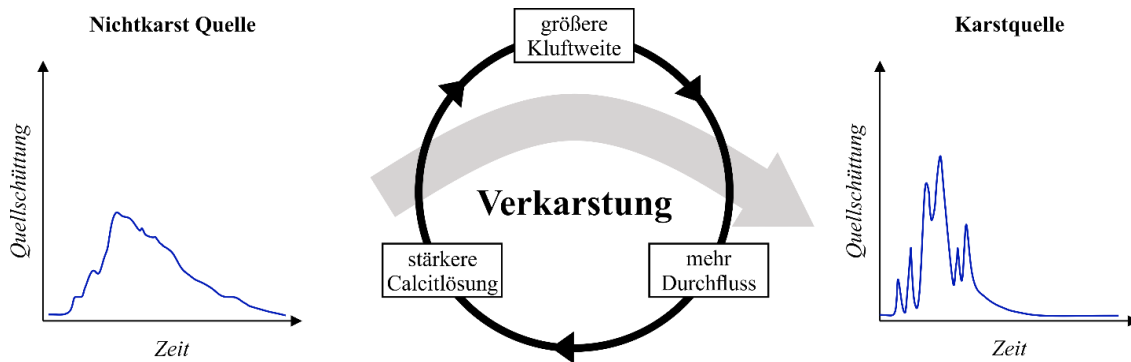 Nichtkarst Quelle
Quellschüttung
Zeit
größere
Kluftweite
Verkarstung
stärkere
Calcitlösung
mehr
Durchfluss
Karstquelle
Quellschüttung
Zeit